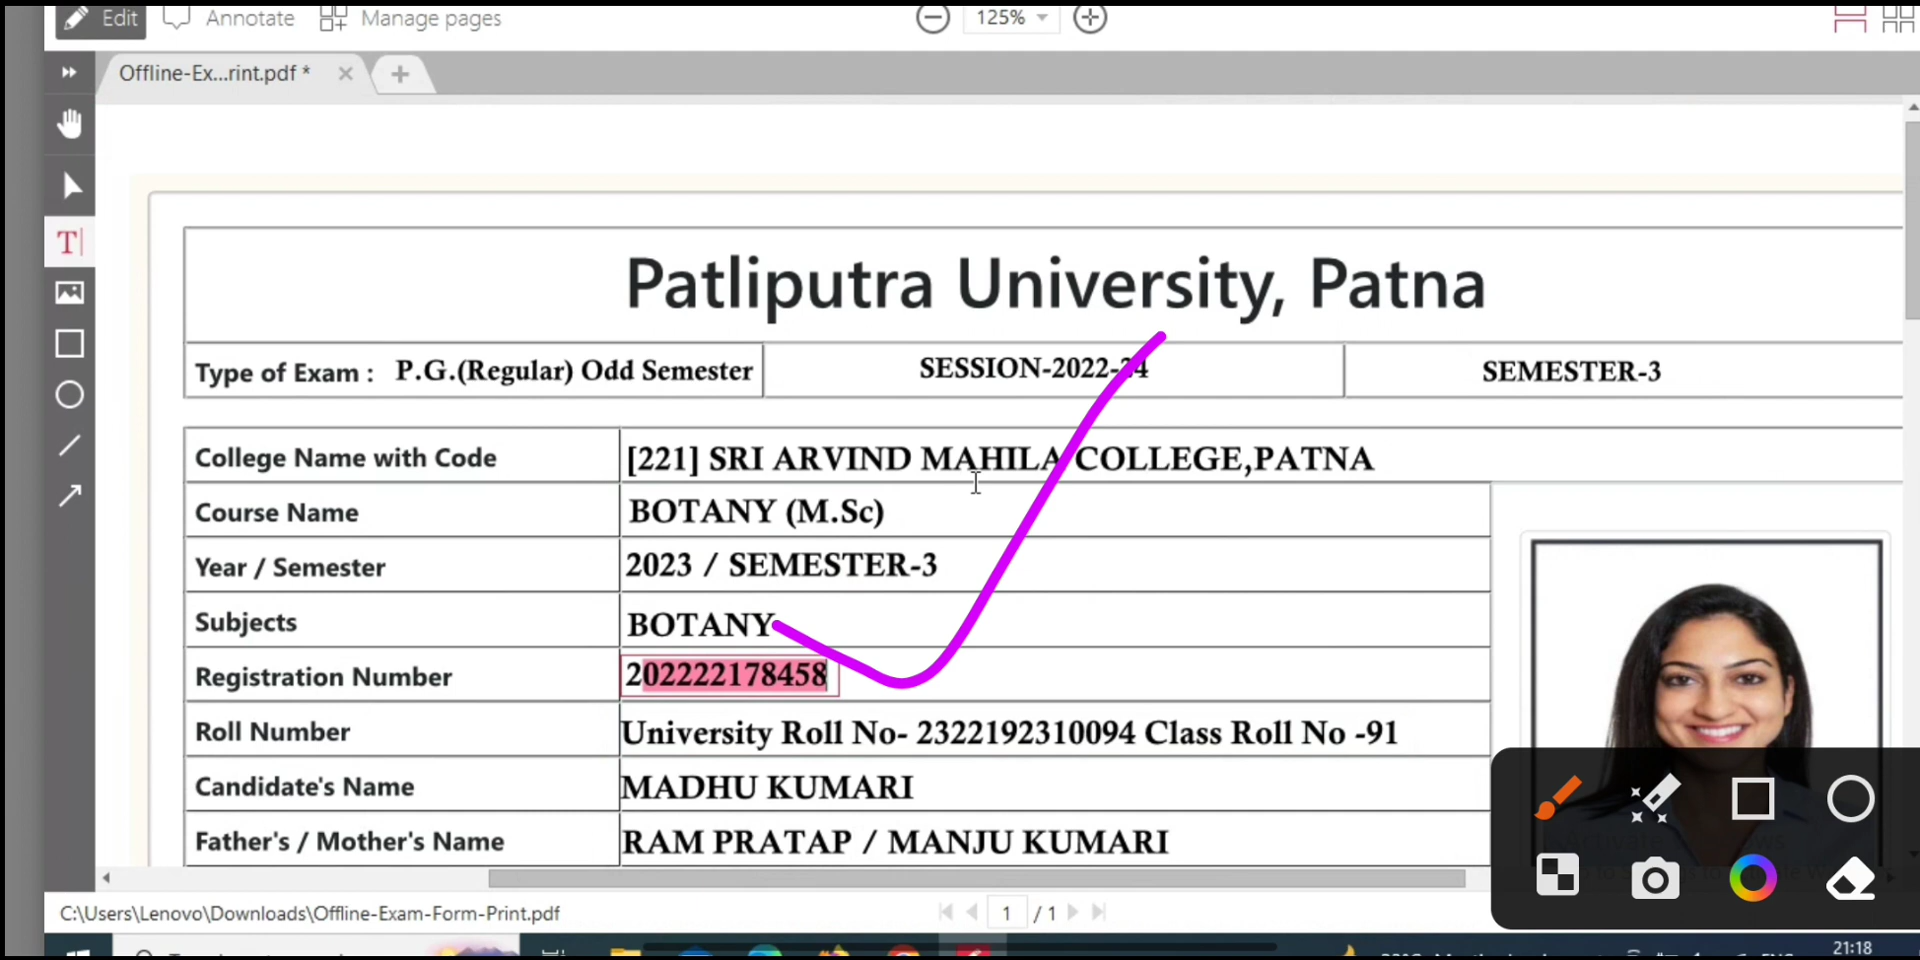 Edit Annotate Manage pages 125%
Offline-Ex...rint.pdf *
Patliputra University, Patna
Type of Exam : P.G.(Regular) Odd Semester SESSION-2022-24 SEMESTER-3
College Name with Code [221] SRI ARVIND MAHILA COLLEGE,PATNA
Course Name BOTANY (M.Sc)
Year / Semester 2023 / SEMESTER-3
Subjects BOTANY
Registration Number 202222178458
Roll Number University Roll No- 2322192310094 Class Roll No -91
Candidate's Name MADHU KUMARI
Father's / Mother's Name RAM PRATAP / MANJU KUMARI
C:\Users\Lenovo\Downloads\Offline-Exam-Form-Print.pdf 1 / 1
21:18